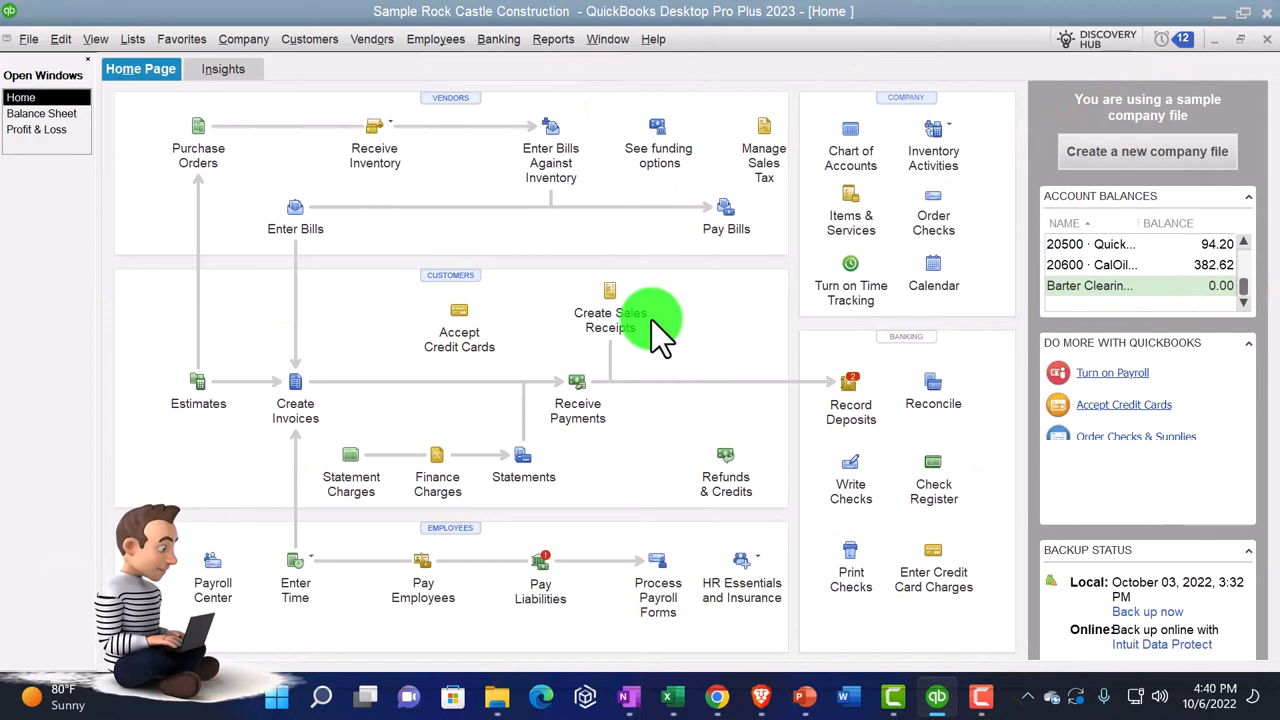 qb
Sample Rock Castle Construction - QuickBooks Desktop Pro Plus 2023 - [Home ]
File Edit View Lists Favorites Company Customers Vendors Employees Banking Reports Window Help
DISCOVERY
HUB
12
Open Windows
Home
Balance Sheet
Profit & Loss
Home Page
Insights
VENDORS
Purchase
Orders
Receive
Inventory
Enter Bills
Against
Inventory
See funding
options
Manage
Sales
Tax
Enter Bills
Pay Bills
CUSTOMERS
Create Sales
Receipts
Accept
Credit Cards
Estimates
Create
Invoices
Receive
Payments
Statement
Charges
Finance
Charges
Statements
Refunds
& Credits
EMPLOYEES
Payroll
Center
Enter
Time
Pay
Employees
!
Pay
Liabilities
Process
Payroll
Forms
HR Essentials
and Insurance
COMPANY
Chart of
Accounts
Inventory
Activities
Items &
Services
Order
Checks
Turn on Time
Tracking
Calendar
BANKING
2
Record
Deposits
Reconcile
Write
Checks
Check
Register
Print
Checks
Enter Credit
Card Charges
You are using a sample
company file
Create a new company file
ACCOUNT BALANCES
NAME BALANCE
20500 · Quick... 94.20
20600 · CalOil... 382.62
Barter Clearin... 0.00
DO MORE WITH QUICKBOOKS
Turn on Payroll
Accept Credit Cards
Order Checks & Supplies
BACKUP STATUS
Local: October 03, 2022, 3:32
PM
Back up now
Online: Back up online with
Intuit Data Protect
80°F
Sunny
4:40 PM
10/6/2022